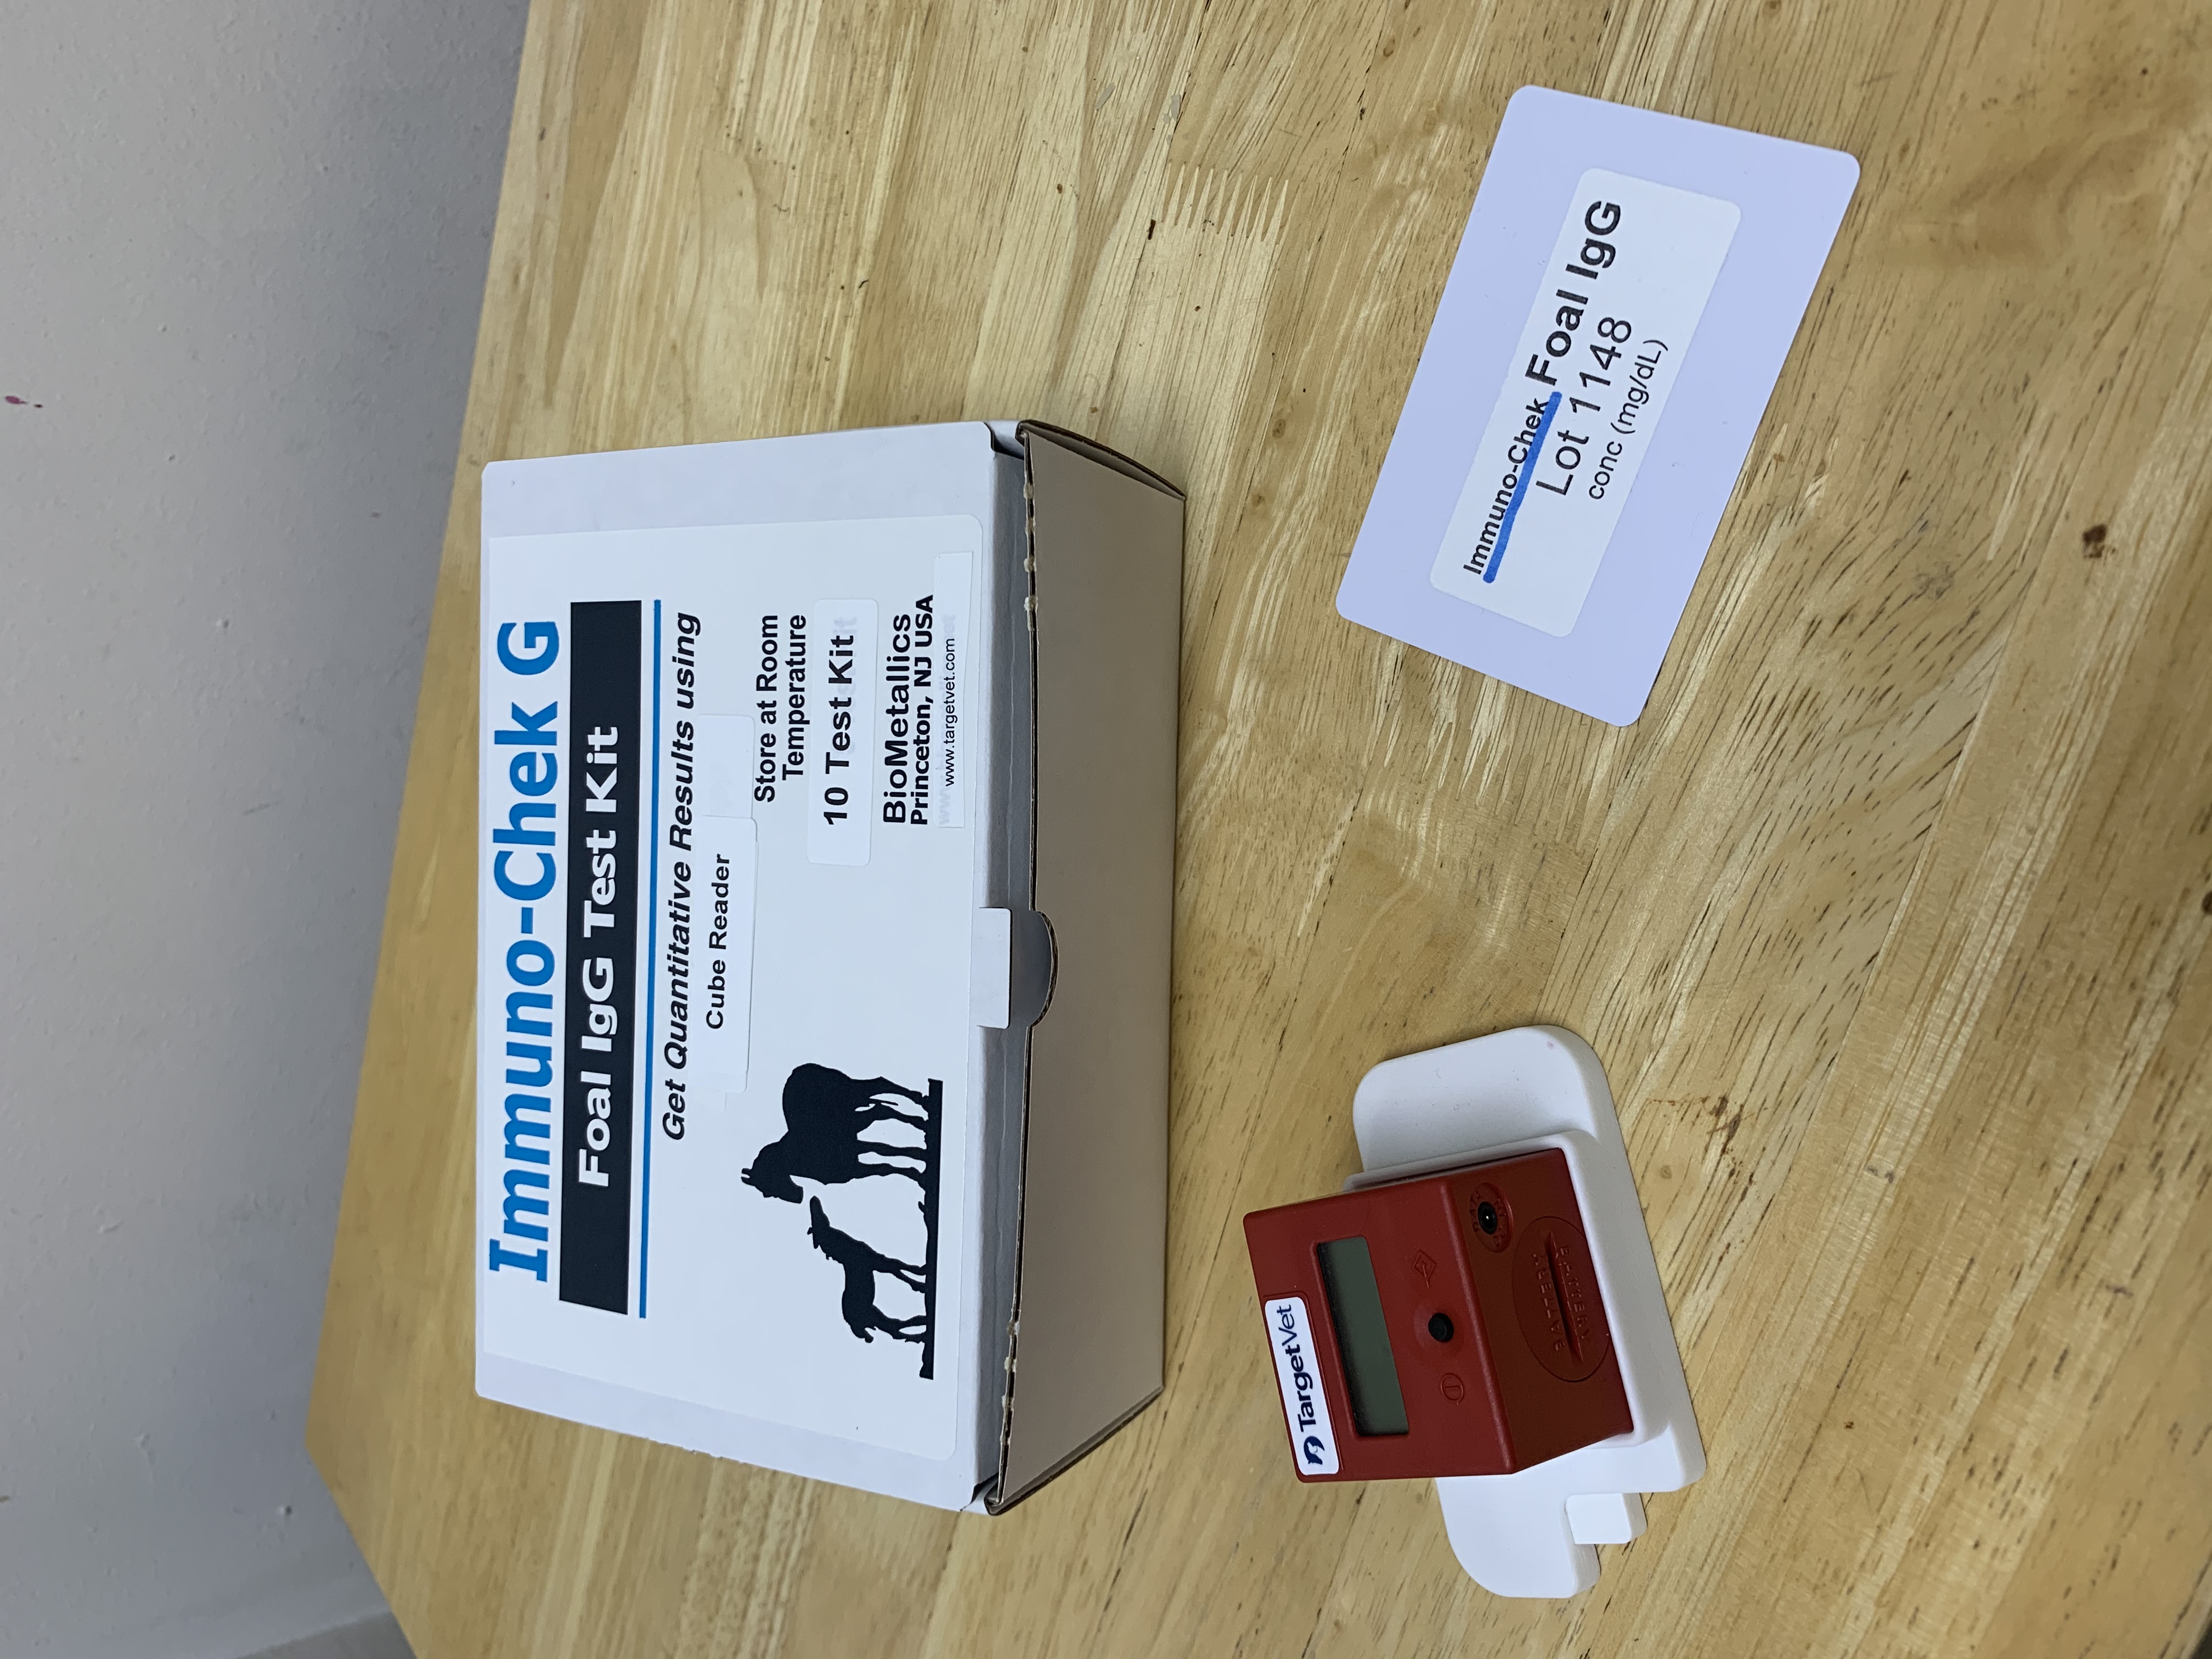 Immuno-Chek G
Foal IgG Test Kit
Get Quantitative Results using
Cube Reader
Store at Room
Temperature
10 Test Kit
BioMetallics
Princeton, NJ USA
www.targetvet.com
TargetVet
BATTERY
Immuno-Chek Foal IgG
Lot 1148
conc (mg/dL)